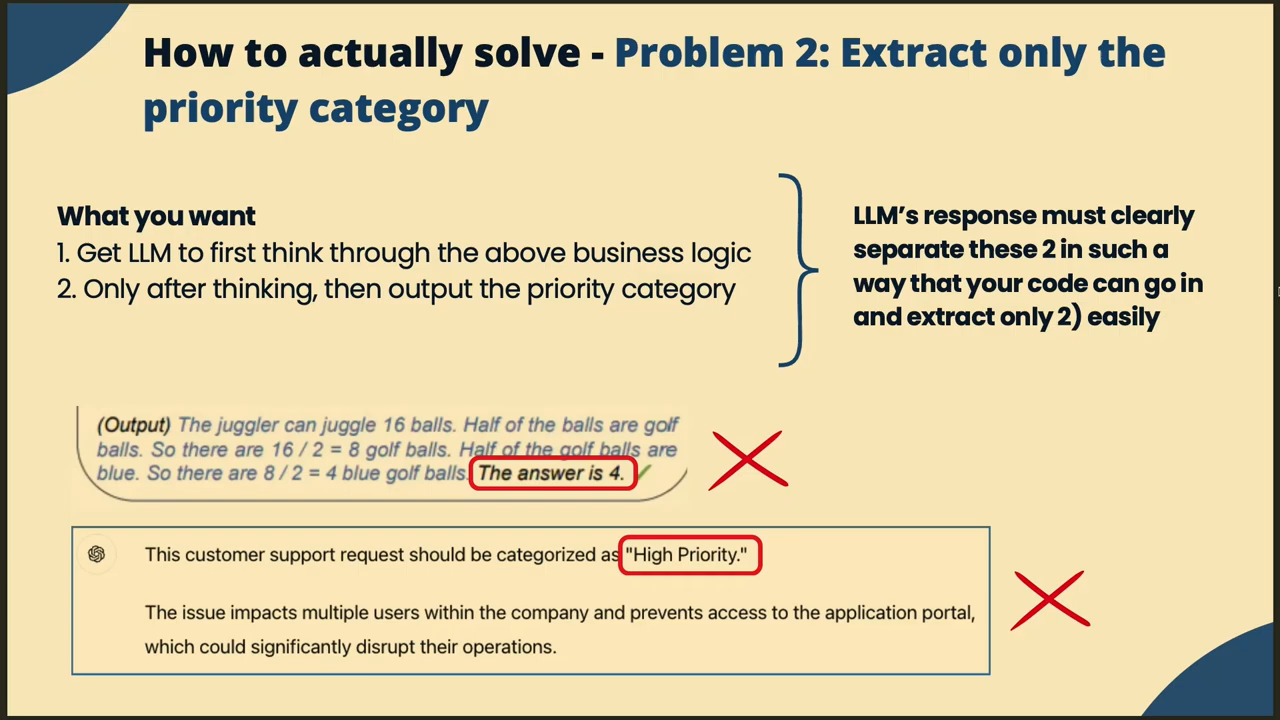 How to actually solve - Problem 2: Extract only the
priority category
What you want
1. Get LLM to first think through the above business logic
2. Only after thinking, then output the priority category
LLM's response must clearly
separate these 2 in such a
way that your code can go in
and extract only 2) easily
(Output) The juggler can juggle 16 balls. Half of the balls are golf
balls. So there are 16 / 2 = 8 golf balls. Half of the golf balls are
blue. So there are 8 / 2 = 4 blue golf balls. The answer is 4.
This customer support request should be categorized as "High Priority."
The issue impacts multiple users within the company and prevents access to the application portal,
which could significantly disrupt their operations.